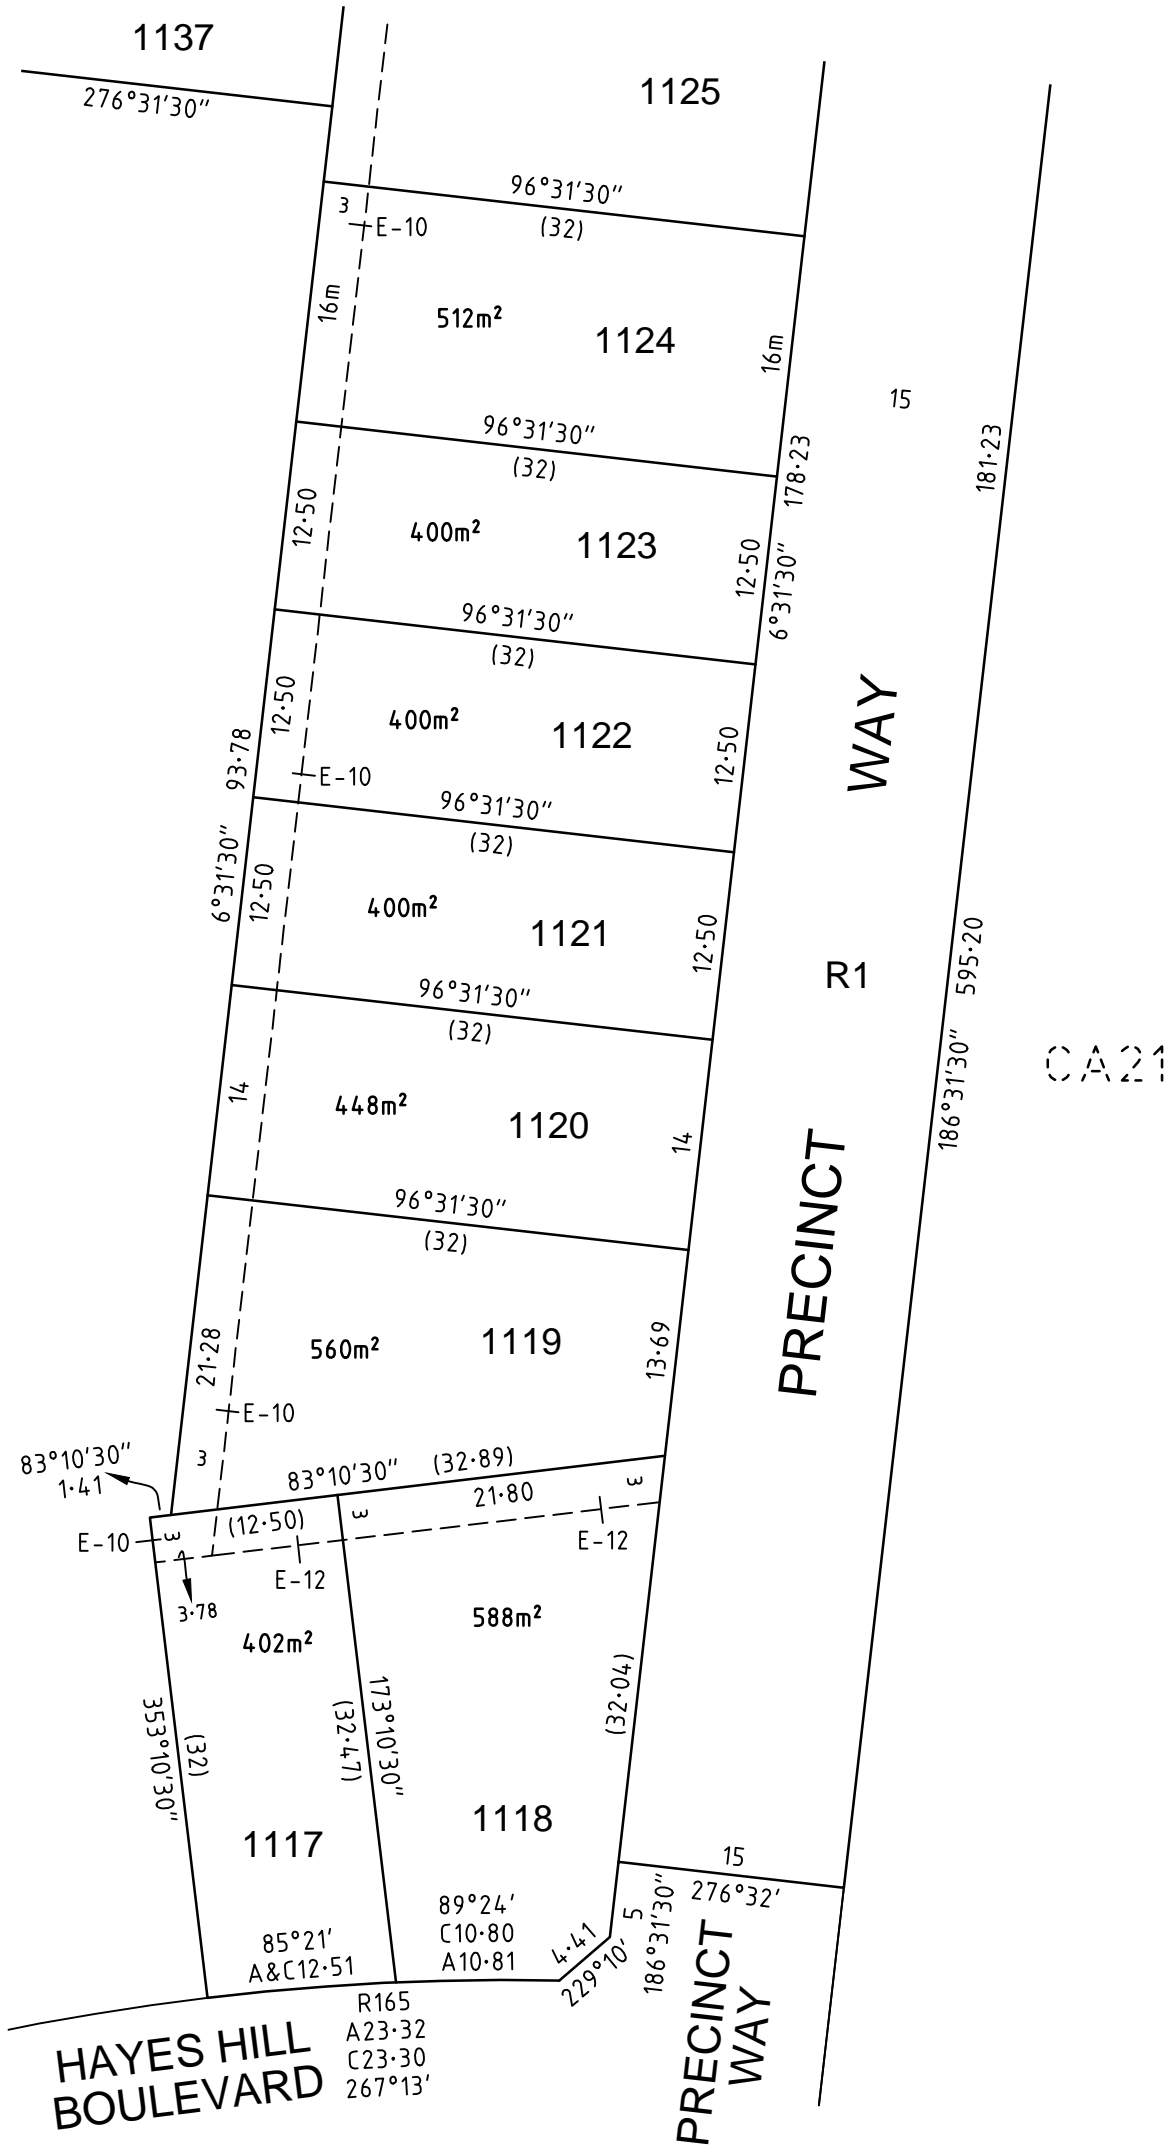 1137
276°31'30"
1125
96°31'30"
(32)
3
E-10
16m
512m²
1124
16m
15
96°31'30"
(32)
178·23
181·23
12·50
400m²
1123
12·50
6°31'30"
96°31'30"
(32)
WAY
12·50
400m²
1122
12·50
93·78
E-10
96°31'30"
(32)
6°31'30"
12·50
400m²
1121
12·50
R1
595·20
96°31'30"
(32)
186°31'30"
CA21
14
448m²
1120
14
PRECINCT
96°31'30"
(32)
21·28
560m²
1119
13·69
E-10
3
83°10'30"
1·41
83°10'30"
(32·89)
3
21·80
3
(12·50)
E-10
3
E-12
E-12
3·78
402m²
588m²
353°10'30"
(32)
(32·47)
173°10'30"
(32·04)
1117
1118
15
276°32'
89°24'
C10·80
A10·81
85°21'
A&C12·51
4·41
229°10'
5
186°31'30"
R165
A23·32
C23·30
267°13'
HAYES HILL
BOULEVARD
PRECINCT
WAY